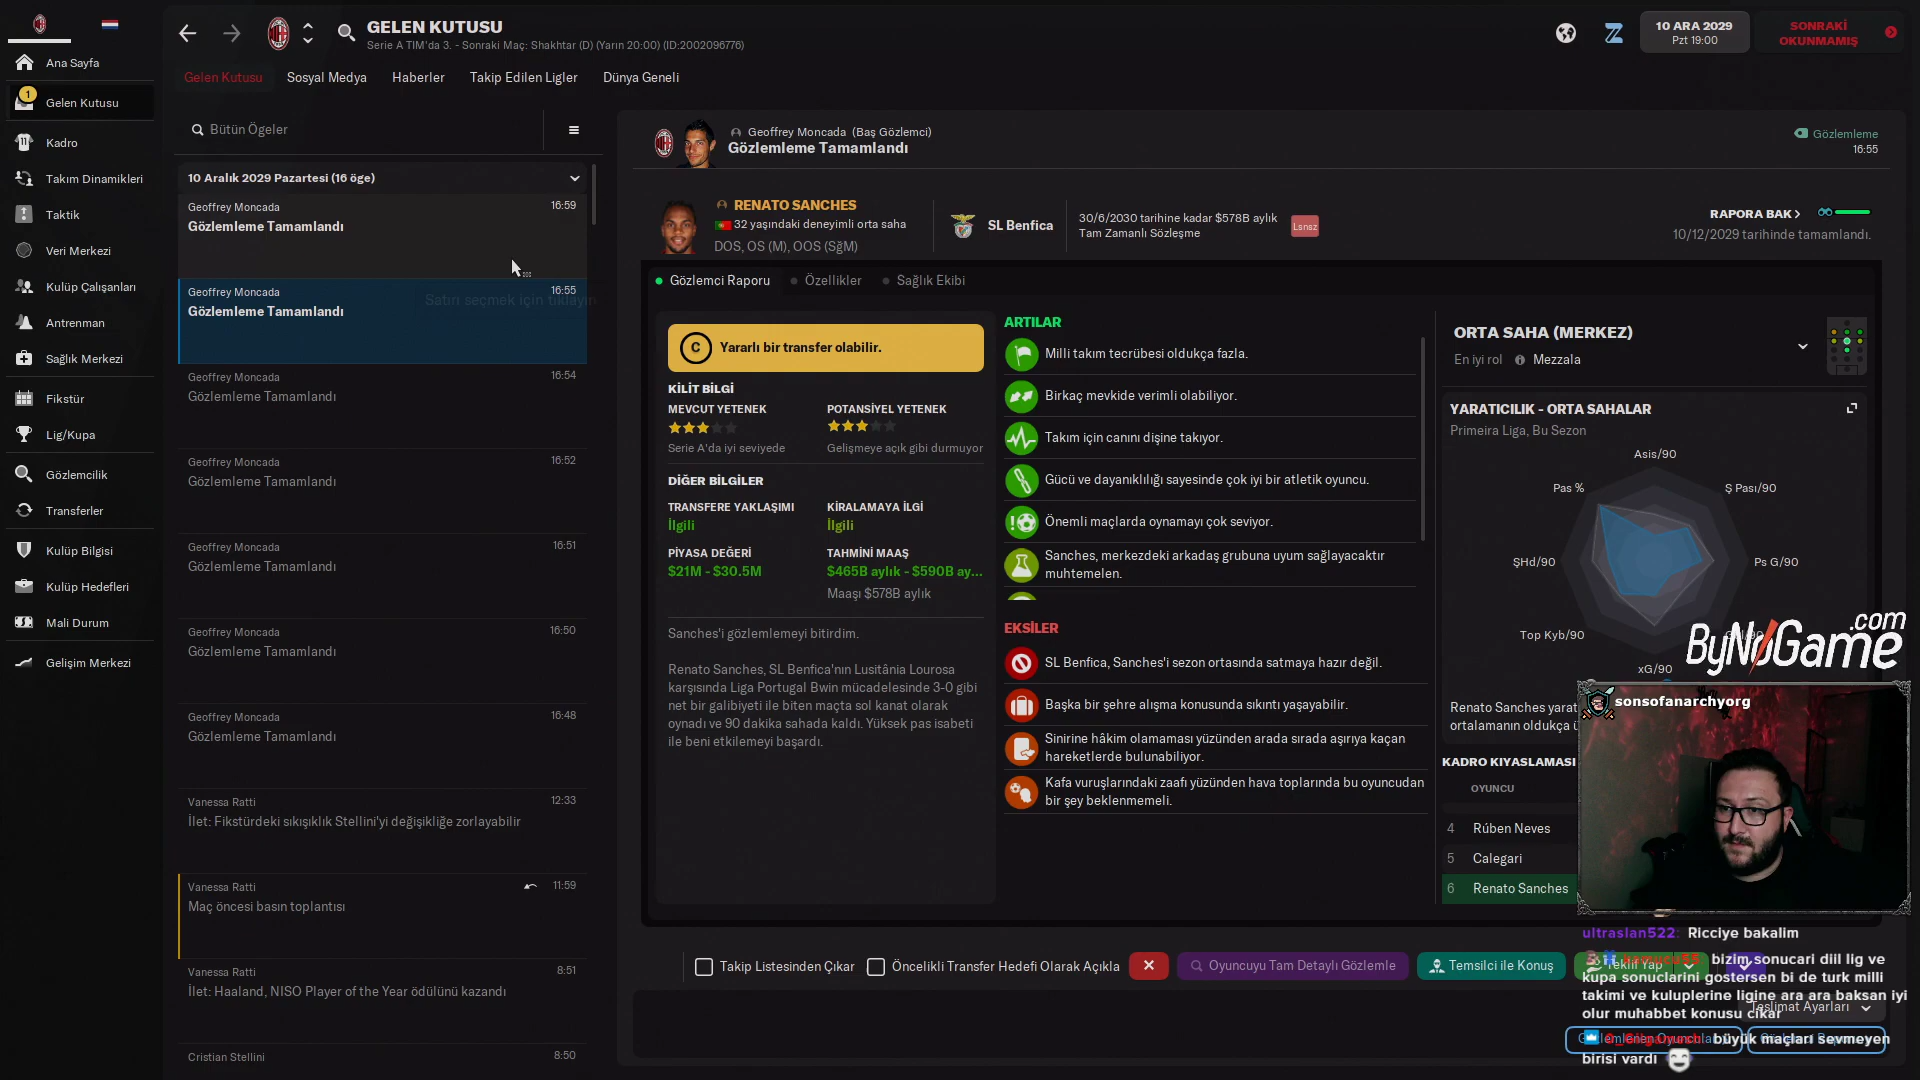 GELEN KUTUSU
Serie A TIM'da 3. - Sonraki Maç: Shakhtar (D) (Yarın 20:00) (ID:2002096776)
10 ARA 2029
Pzt 19:00
SONRAKİ
OKUNMAMIŞ
Ana Sayfa
1
Gelen Kutusu
Kadro
Takım Dinamikleri
Taktik
Veri Merkezi
Kulüp Çalışanları
Antrenman
Sağlık Merkezi
Fikstür
Lig/Kupa
Gözlemcilik
Transferler
Kulüp Bilgisi
Kulüp Hedefleri
Mali Durum
Gelişim Merkezi
Gelen Kutusu
Sosyal Medya
Haberler
Takip Edilen Ligler
Dünya Geneli
Bütün Ögeler
10 Aralık 2029 Pazartesi (16 öge)
Geoffrey Moncada 16:59
Gözlemleme Tamamlandı
Geoffrey Moncada 16:55
Satırı seçmek için tıklayın
Gözlemleme Tamamlandı
Geoffrey Moncada 16:54
Gözlemleme Tamamlandı
Geoffrey Moncada 16:52
Gözlemleme Tamamlandı
Geoffrey Moncada 16:51
Gözlemleme Tamamlandı
Geoffrey Moncada 16:50
Gözlemleme Tamamlandı
Geoffrey Moncada 16:48
Gözlemleme Tamamlandı
Vanessa Ratti 12:33
İlet: Fikstürdeki sıkışıklık Stellini'yi değişikliğe zorlayabilir
Vanessa Ratti 11:59
Maç öncesi basın toplantısı
Vanessa Ratti 8:51
İlet: Haaland, NISO Player of the Year ödülünü kazandı
Cristian Stellini 8:50
Geoffrey Moncada (Baş Gözlemci)
Gözlemleme Tamamlandı
Gözlemleme
16:55
RENATO SANCHES
32 yaşındaki deneyimli orta saha
DOS, OS (M), OOS (SğM)
SL Benfica
30/6/2030 tarihine kadar $578B aylık
Tam Zamanlı Sözleşme
Lsnsz
RAPORA BAK
10/12/2029 tarihinde tamamlandı.
Gözlemci Raporu
Özellikler
Sağlık Ekibi
C Yararlı bir transfer olabilir.
KİLİT BİLGİ
MEVCUT YETENEK
POTANSİYEL YETENEK
Serie A'da iyi seviyede
Gelişmeye açık gibi durmuyor
DİĞER BİLGİLER
TRANSFERE YAKLAŞIMI
KİRALAMAYA İLGİ
İlgili
İlgili
PİYASA DEĞERİ
TAHMİNİ MAAŞ
$21M - $30.5M
$465B aylık - $590B ay...
Maaşı $578B aylık
Sanches'i gözlemlemeyi bitirdim.
Renato Sanches, SL Benfica'nın Lusitânia Lourosa
karşısında Liga Portugal Bwin mücadelesinde 3-0 gibi
net bir galibiyeti ile biten maçta sol kanat olarak
oynadı ve 90 dakika sahada kaldı. Yüksek pas isabeti
ile beni etkilemeyi başardı.
ARTILAR
Milli takım tecrübesi oldukça fazla.
Birkaç mevkide verimli olabiliyor.
Takım için canını dişine takıyor.
Gücü ve dayanıklılığı sayesinde çok iyi bir atletik oyuncu.
Önemli maçlarda oynamayı çok seviyor.
Sanches, merkezdeki arkadaş grubuna uyum sağlayacaktır
muhtemelen.
EKSİLER
SL Benfica, Sanches'i sezon ortasında satmaya hazır değil.
Başka bir şehre alışma konusunda sıkıntı yaşayabilir.
Sinirine hâkim olamaması yüzünden arada sırada aşırıya kaçan
hareketlerde bulunabiliyor.
Kafa vuruşlarındaki zaafı yüzünden hava toplarında bu oyuncudan
bir şey beklenmemeli.
ORTA SAHA (MERKEZ)
En iyi rol Mezzala
YARATICILIK - ORTA SAHALAR
Primeira Liga, Bu Sezon
Asis/90
Pas %
Ş Pası/90
ŞHd/90
Ps G/90
Top Kyb/90
xG/90
ByNoGame.com
Renato Sanches yarat
ortalamanın oldukça ü
sonsofanarchyorg
KADRO KIYASLAMASI
OYUNCU
4 Rúben Neves
5 Calegari
6 Renato Sanches
Takip Listesinden Çıkar
Öncelikli Transfer Hedefi Olarak Açıkla
Oyuncuyu Tam Detaylı Gözlemle
Temsilci ile Konuş
Teklif Yap
Teslimat Ayarları
ultraslan522: Ricciye bakalim
bizim sonucari diil lig ve
kupa sonuclarini gostersen bi de turk milli
takimi ve kuluplerine ligine ara ara baksan iyi
olur muhabbet konusu cikar
büyük maçları sevmeyen
birisi vardı